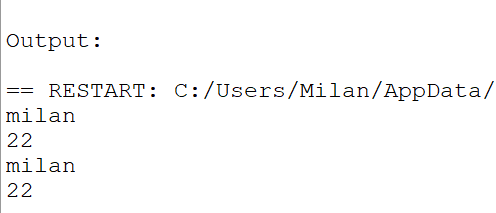 Output:
== RESTART: C:/Users/Milan/AppData/
milan
22
milan
22